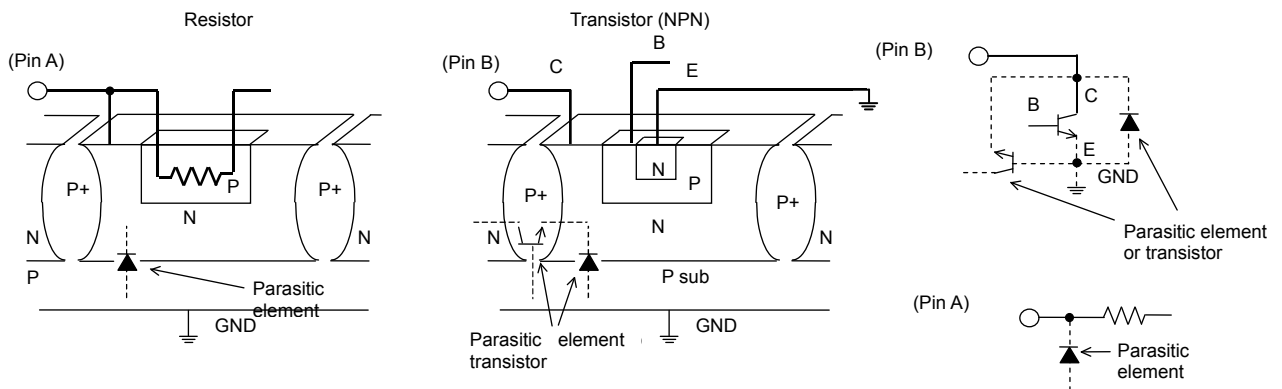 Resistor
(Pin A)
P+
P
P+
N
N
N
P
Parasitic
element
GND
Transistor (NPN)
B
(Pin B)
C
E
P+
N
P
P+
N
N
N
P sub
Parasitic element
transistor
GND
(Pin B)
B
C
E
GND
Parasitic element
or transistor
(Pin A)
Parasitic
element